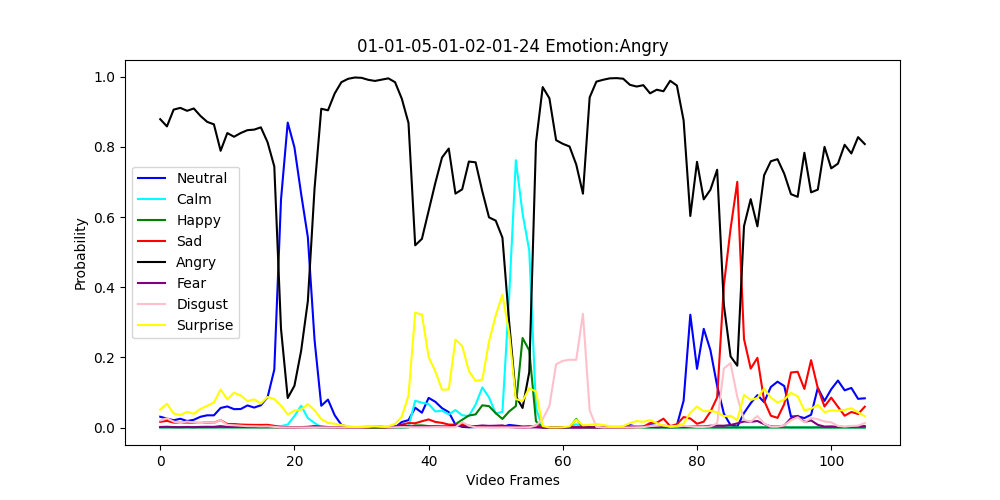 01-01-05-01-02-01-24 Emotion:Angry
1.0
0.8
0.6
0.4
0.2
0.0
Probability
Neutral
Calm
Happy
Sad
Angry
Fear
Disgust
Surprise
0 20 40 60 80 100
Video Frames